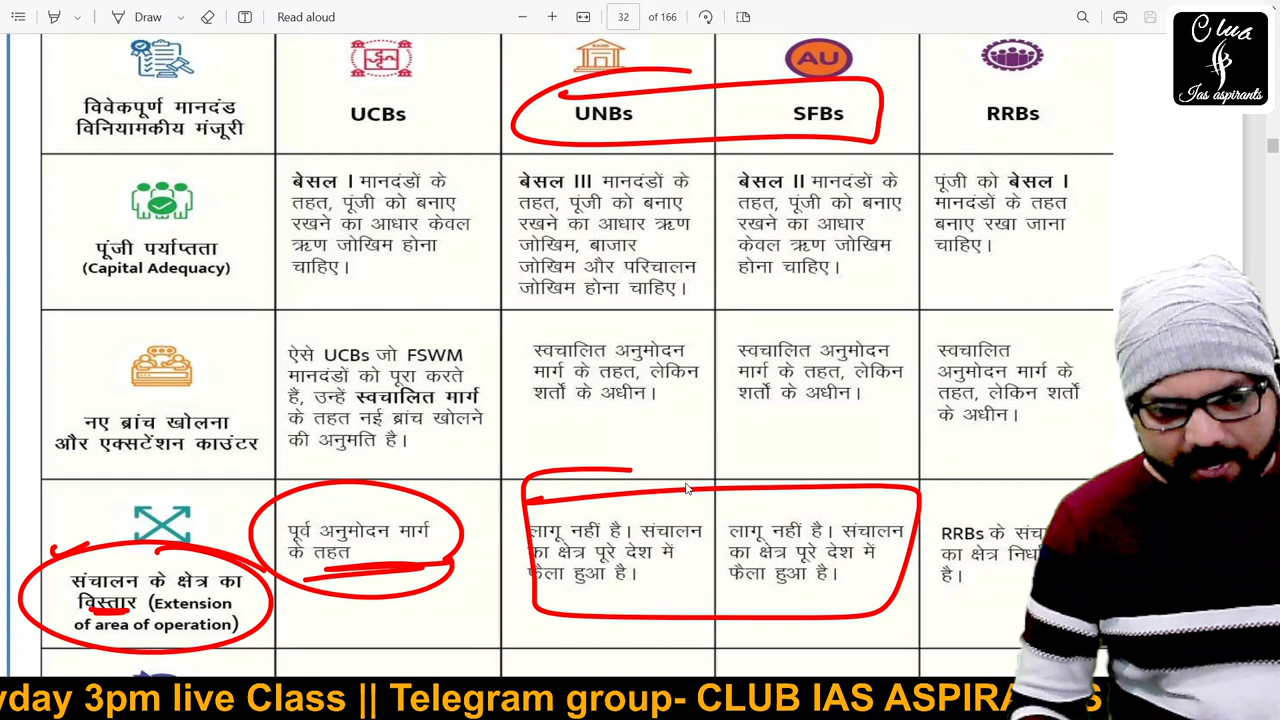 Draw
Read aloud
32
of 166
Clua
Ias aspirants
AU
विवेकपूर्ण मानदंड
विनियामकीय मंजूरी
UCBs
UNBs
SFBs
RRBs
पूंजी पर्याप्तता
(Capital Adequacy)
बेसल I मानदंडों के
तहत, पूंजी को बनाए
रखने का आधार केवल
ऋण जोखिम होना
चाहिए।
बेसल III मानदंडों के
तहत, पूंजी को बनाए
रखने का आधार ऋण
जोखिम, बाजार
जोखिम और परिचालन
जोखिम होना चाहिए।
बेसल II मानदंडों के
तहत, पूंजी को बनाए
रखने का आधार
केवल ऋण जोखिम
होना चाहिए।
पूंजी को बेसल I
मानदंडों के तहत
बनाए रखा जाना
चाहिए।
नए ब्रांच खोलना
और एक्सटेंशन काउंटर
ऐसे UCBs जो FSWM
मानदंडों को पूरा करते
हैं, उन्हें स्वचालित मार्ग
के तहत नई ब्रांच खोलने
की अनुमति है।
स्वचालित अनुमोदन
मार्ग के तहत, लेकिन
शर्तों के अधीन।
स्वचालित अनुमोदन
मार्ग के तहत, लेकिन
शर्तों के अधीन।
स्वचालित
अनुमोदन मार्ग के
तहत, लेकिन शर्तों
के अधीन।
संचालन के क्षेत्र का
विस्तार (Extension
of area of operation)
पूर्व अनुमोदन मार्ग
के तहत
लागू नहीं है। संचालन
का क्षेत्र पूरे देश में
फैला हुआ है।
लागू नहीं है। संचालन
का क्षेत्र पूरे देश में
फैला हुआ है।
RRBs के
का क्षेत्र
है।
yday 3pm live Class || Telegram group- CLUB IAS ASPIRANTS